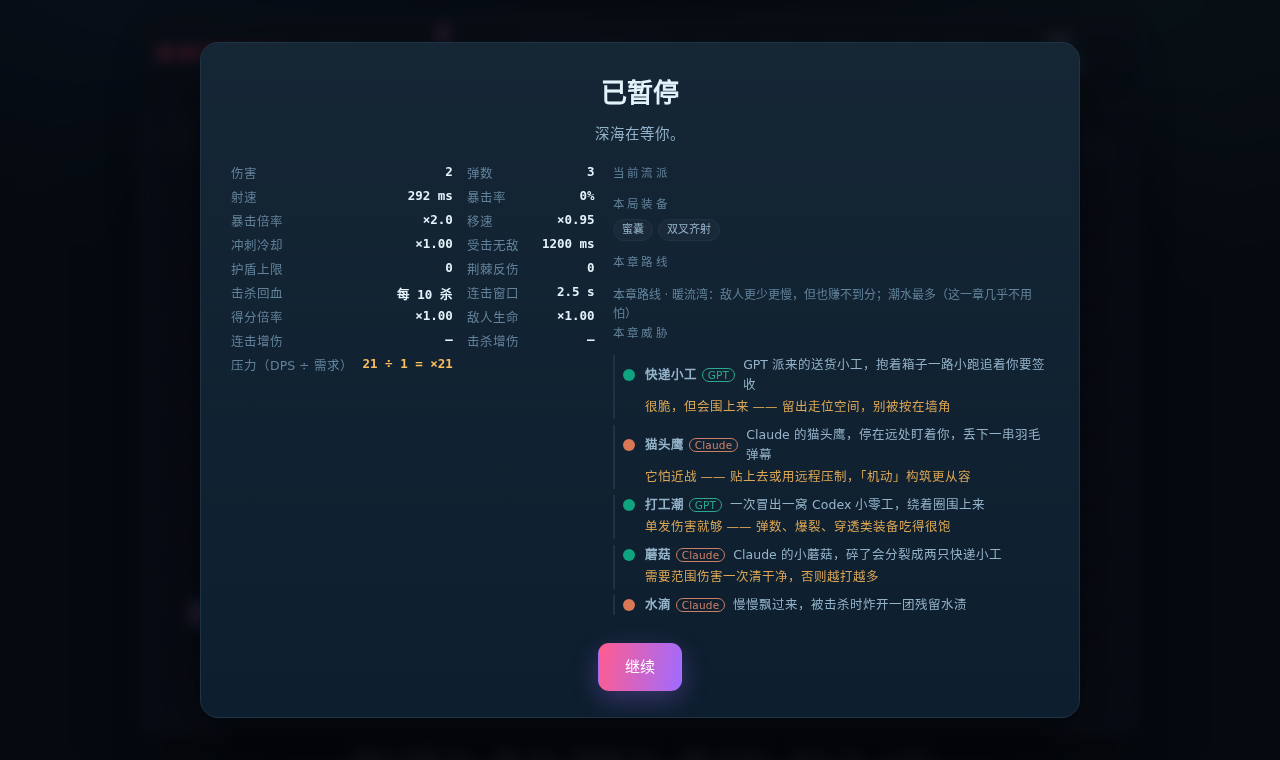 已暂停
深海在等你。
伤害 2 弹数 3
射速 292 ms 暴击率 0%
暴击倍率 ×2.0 移速 ×0.95
冲刺冷却 ×1.00 受击无敌 1200 ms
护盾上限 0 荆棘反伤 0
击杀回血 每 10 杀 连击窗口 2.5 s
得分倍率 ×1.00 敌人生命 ×1.00
连击增伤 — 击杀增伤 —
压力（DPS ÷ 需求） 21 ÷ 1 = ×21
当前流派
本局装备
蜜囊 双叉齐射
本章路线
本章路线 · 暖流湾：敌人更少更慢，但也赚不到分；潮水最多（这一章几乎不用
怕）
本章威胁
快递小工 GPT GPT 派来的送货小工，抱着箱子一路小跑追着你要签
收
很脆，但会围上来 —— 留出走位空间，别被按在墙角
猫头鹰 Claude Claude 的猫头鹰，停在远处盯着你，丢下一串羽毛
弹幕
它怕近战 —— 贴上去或用远程压制，「机动」构筑更从容
打工潮 GPT 一次冒出一窝 Codex 小零工，绕着圈围上来
单发伤害就够 —— 弹数、爆裂、穿透类装备吃得很饱
蘑菇 Claude Claude 的小蘑菇，碎了会分裂成两只快递小工
需要范围伤害一次清干净，否则越打越多
水滴 Claude 慢慢飘过来，被击杀时炸开一团残留水渍
继续